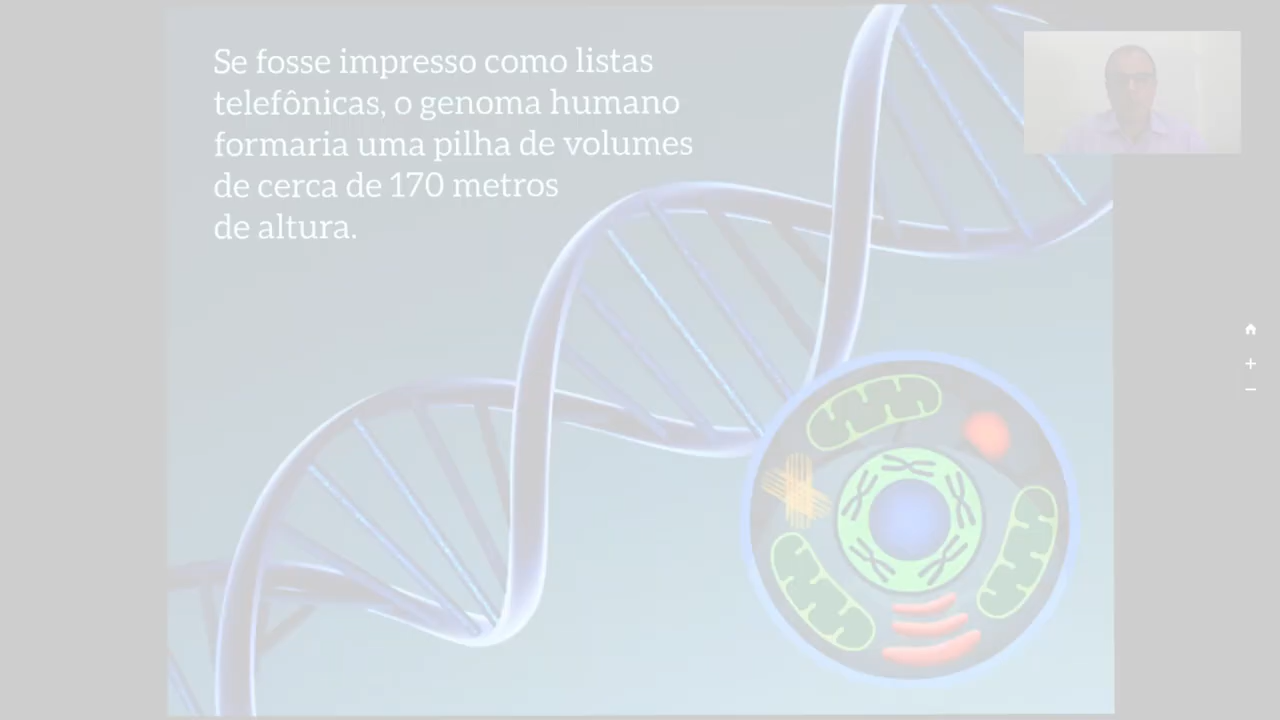 Se fosse impresso como listas
telefônicas, o genoma humano
formaria uma pilha de volumes
de cerca de 170 metros
de altura.